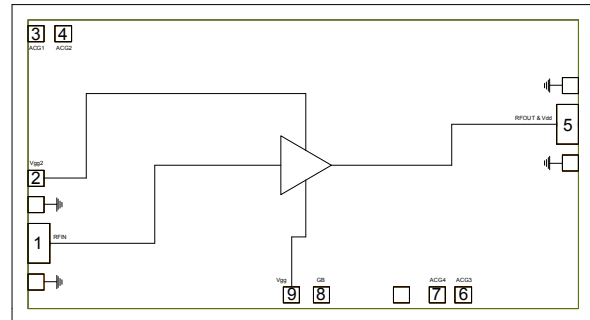 3 4
ACG1 ACG2
RFOUT & Vdd 5
Vgg2
2
1 RFIN
Vgg GB ACG4 ACG3
9 8 7 6